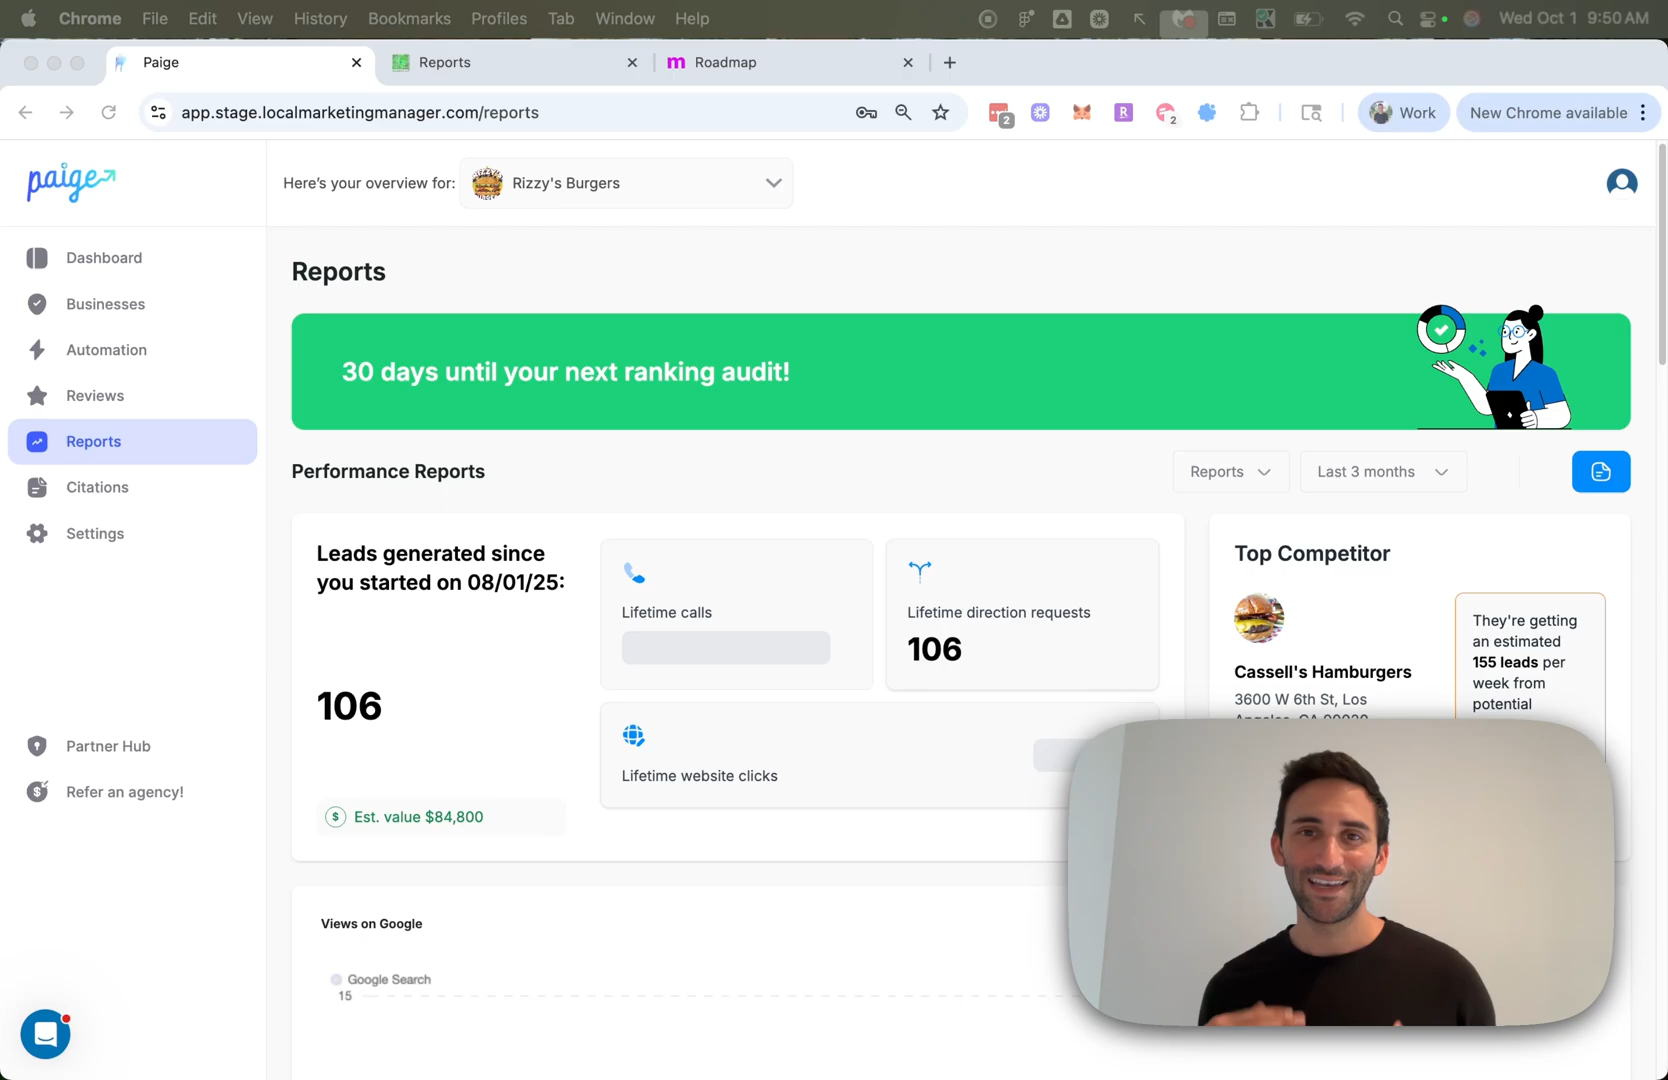 Chrome File Edit View History Bookmarks Profiles Tab Window Help Wed Oct 1 9:50 AM
Paige Reports Roadmap
app.stage.localmarketingmanager.com/reports 2 R 2 Work New Chrome available
paige
Here's your overview for: Rizzy's Burgers
Dashboard
Businesses
Automation
Reviews
Reports
Citations
Settings
Partner Hub
Refer an agency!
Reports
30 days until your next ranking audit!
Performance Reports
Reports
Last 3 months
Leads generated since
you started on 08/01/25:
106
$ Est. value $84,800
Lifetime calls
Lifetime direction requests
106
Lifetime website clicks
Top Competitor
Cassell's Hamburgers
3600 W 6th St, Los
They're getting
an estimated
155 leads per
week from
potential
Views on Google
Google Search
15